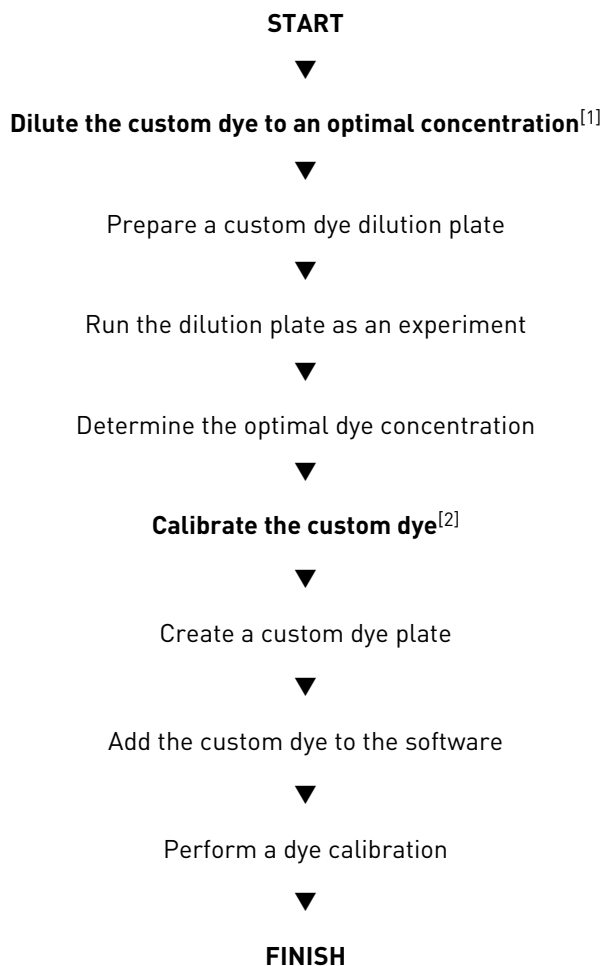 START
▼
Dilute the custom dye to an optimal concentration[1]
▼
Prepare a custom dye dilution plate
▼
Run the dilution plate as an experiment
▼
Determine the optimal dye concentration
▼
Calibrate the custom dye[2]
▼
Create a custom dye plate
▼
Add the custom dye to the software
▼
Perform a dye calibration
▼
FINISH